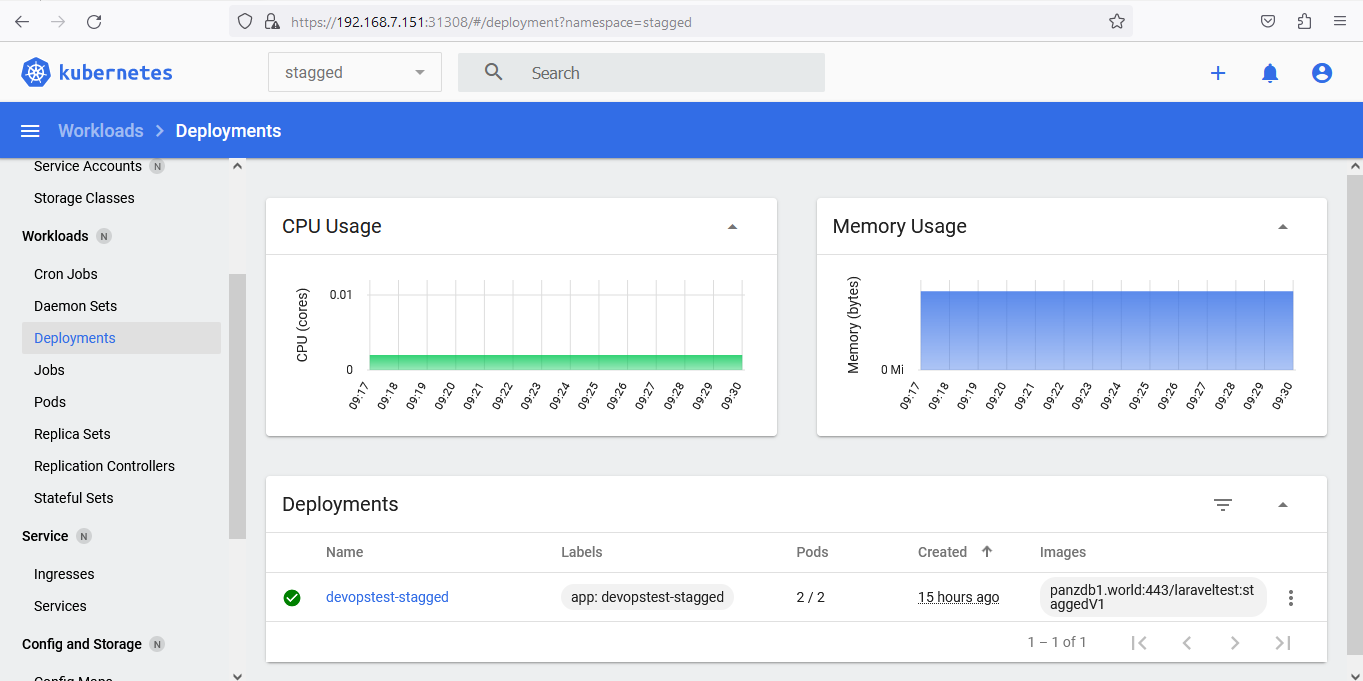 https://192.168.7.151:31308/#/deployment?namespace=stagged
kubernetes
stagged
Search
Workloads
Deployments
Service Accounts N
Storage Classes
Workloads N
Cron Jobs
Daemon Sets
Deployments
Jobs
Pods
Replica Sets
Replication Controllers
Stateful Sets
Service N
Ingresses
Services
Config and Storage N
CPU Usage
CPU (cores)
0.01
0
09:17 09:18 09:19 09:20 09:21 09:22 09:23 09:24 09:25 09:26 09:27 09:28 09:29 09:30
Memory Usage
Memory (bytes)
0 Mi
09:17 09:18 09:19 09:20 09:21 09:22 09:23 09:24 09:25 09:26 09:27 09:28 09:29 09:30
Deployments
Name Labels Pods Created Images
devopstest-stagged app: devopstest-stagged 2 / 2 15 hours ago panzdb1.world:443/laraveltest:st
aggedV1
1 – 1 of 1